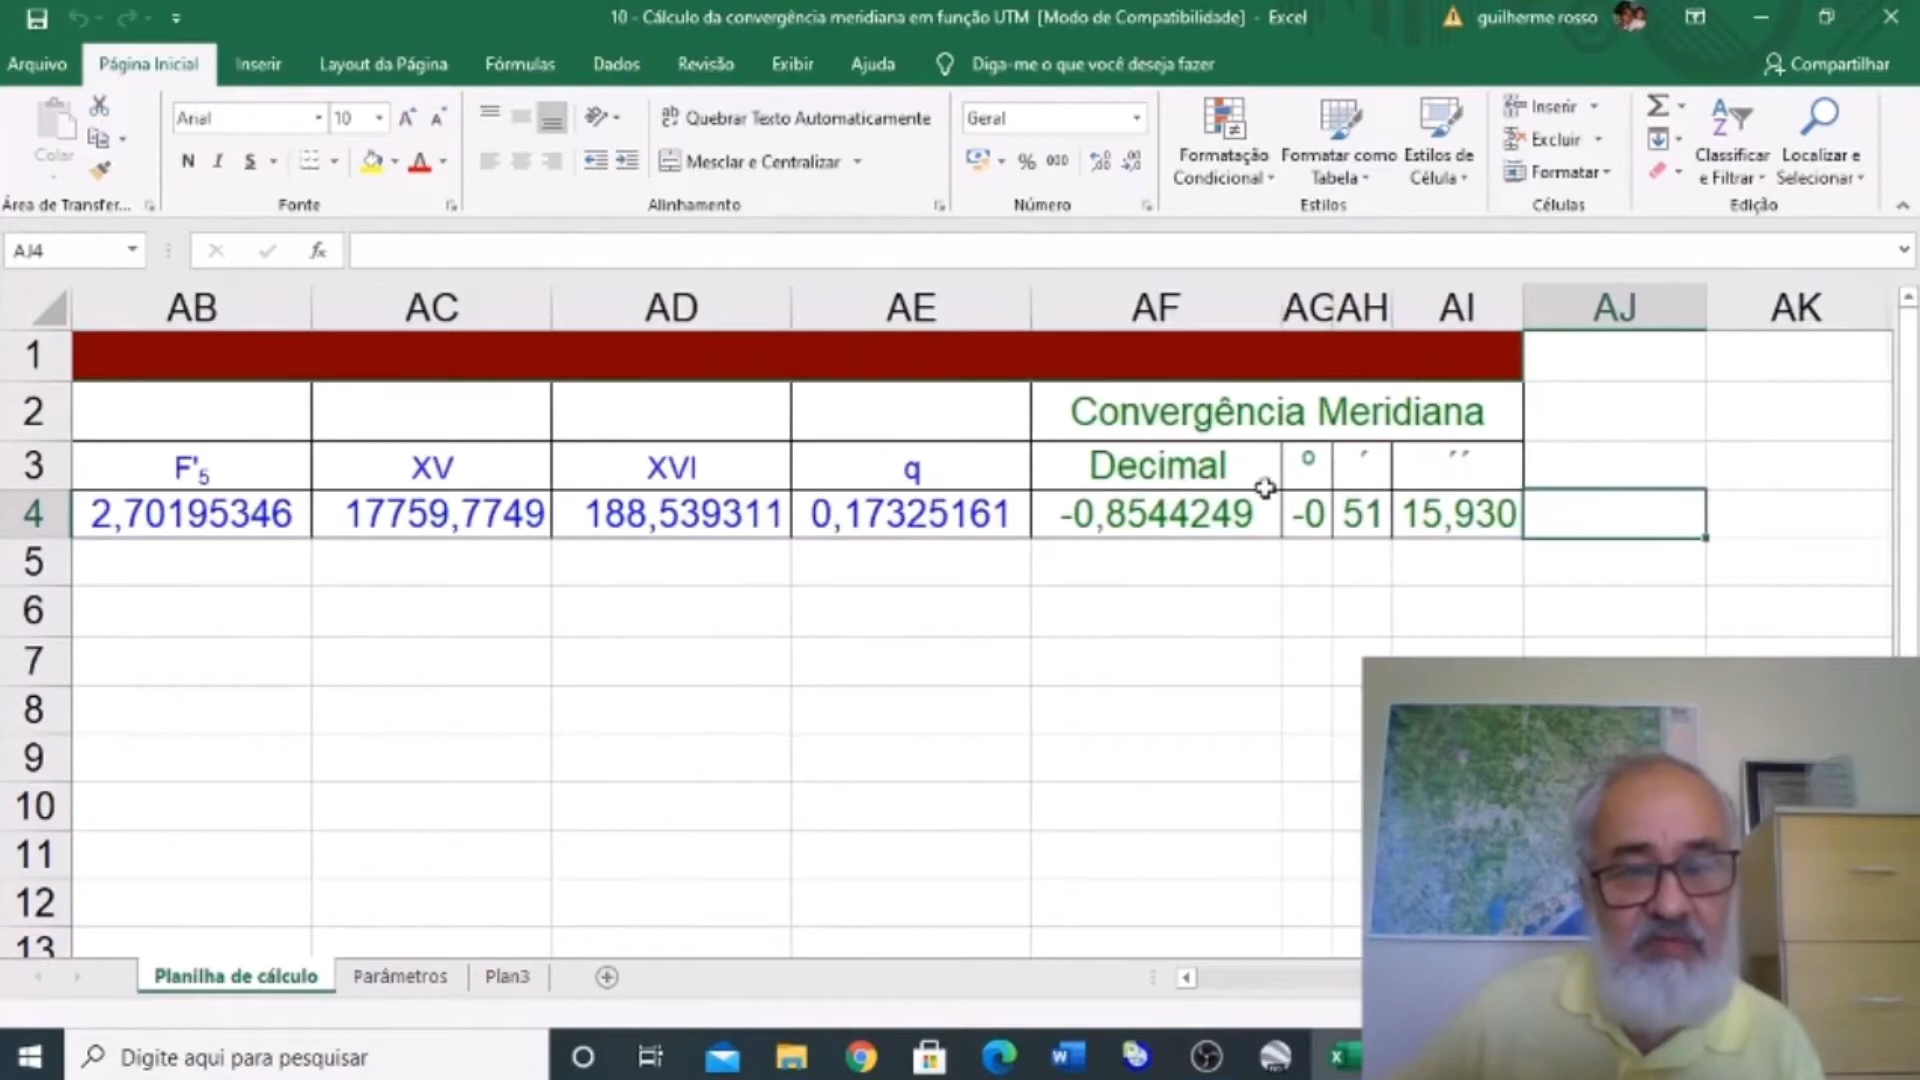 10 - Cálculo da convergência meridiana em função UTM [Modo de Compatibilidade] - Excel
guilherme rosso
Arquivo Página Inicial Inserir Layout da Página Fórmulas Dados Revisão Exibir Ajuda Diga-me o que você deseja fazer Compartilhar
Colar
Arial 10
Quebrar Texto Automaticamente
Geral
N I S
Mesclar e Centralizar
% 000
Formatação Condicional
Formatar como Tabela
Estilos de Célula
Inserir
Excluir
Formatar
Classificar e Filtrar
Localizar e Selecionar
Área de Transfer... Fonte Alinhamento Número Estilos Células Edição
AJ4 fx
AB AC AD AE AF AG AH AI AJ AK
1
2 Convergência Meridiana
3 F'5 XV XVI q Decimal º ´ ´´
4 2,70195346 17759,7749 188,539311 0,17325161 -0,8544249 -0 51 15,930
5
6
7
8
9
10
11
12
13
Planilha de cálculo Parâmetros Plan3
Digite aqui para pesquisar